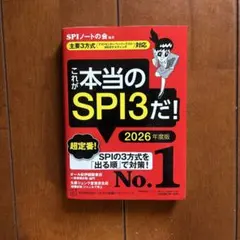 SPIノートの会 編著
主要3方式 対応
これが
本当の
SPI3だ!
2026年度版
超定番!
SPIの3方式を
「出る順」で対策!
No.1